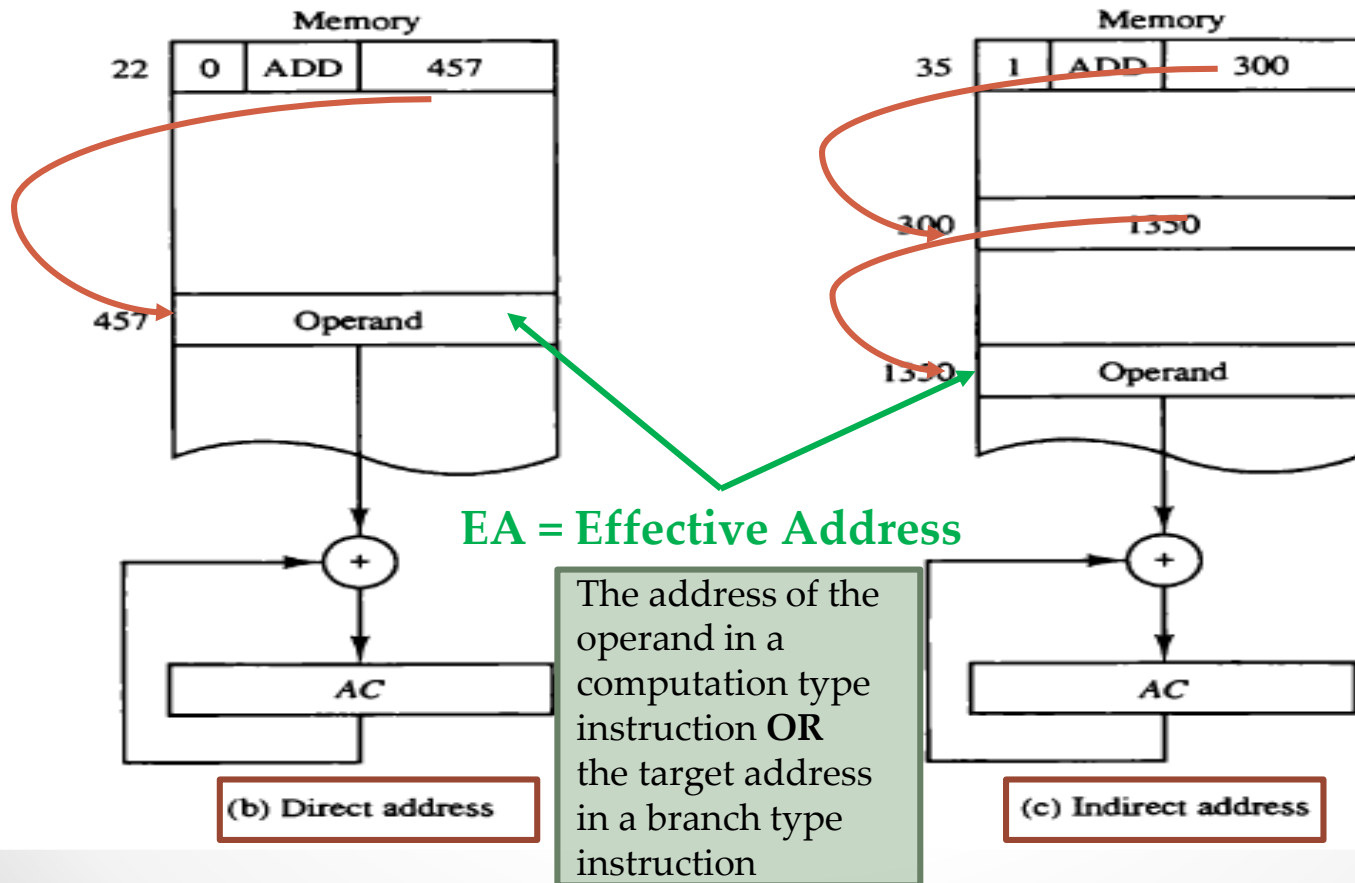 Memory
22 0 ADD 457
457 Operand
+
AC
(b) Direct address
Memory
35 1 ADD 300
300 1350
1350 Operand
+
AC
(c) Indirect address
EA = Effective Address
The address of the
operand in a
computation type
instruction OR
the target address
in a branch type
instruction